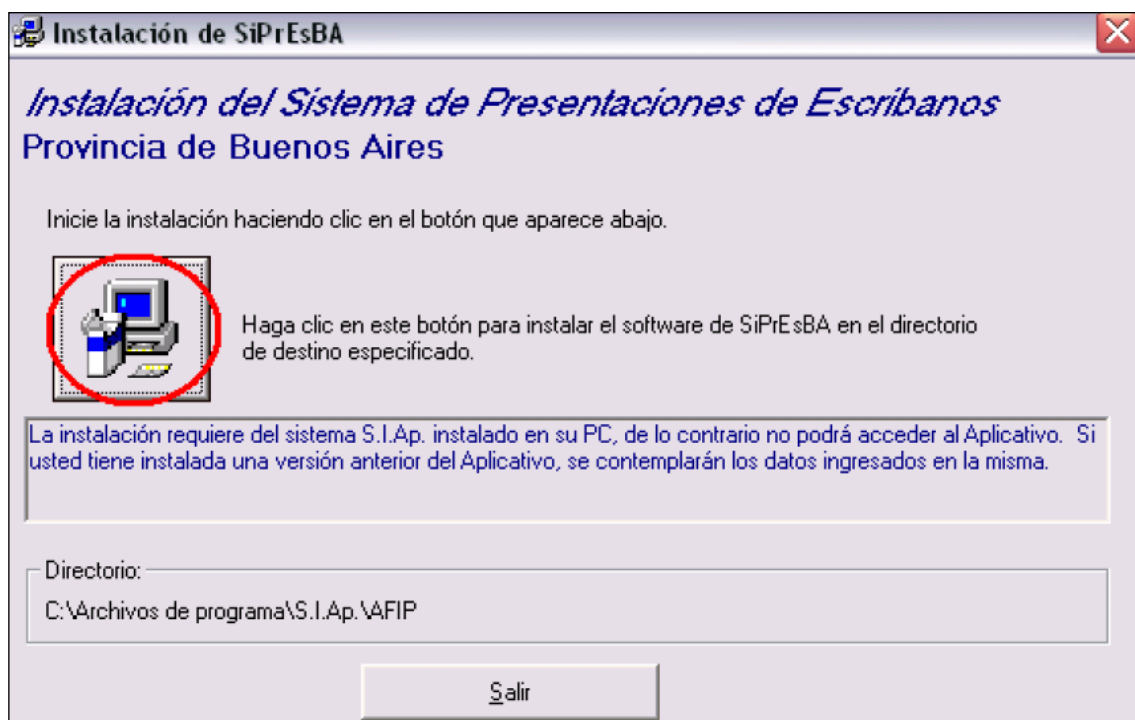 Instalación de SiPrEsBA
Instalación del Sistema de Presentaciones de Escribanos
Provincia de Buenos Aires
Inicie la instalación haciendo clic en el botón que aparece abajo.
Haga clic en este botón para instalar el software de SiPrEsBA en el directorio
de destino especificado.
La instalación requiere del sistema S.I.Ap. instalado en su PC, de lo contrario no podrá acceder al Aplicativo.  Si
usted tiene instalada una versión anterior del Aplicativo, se contemplarán los datos ingresados en la misma.
Directorio:
C:\Archivos de programa\S.I.Ap.\AFIP
Salir